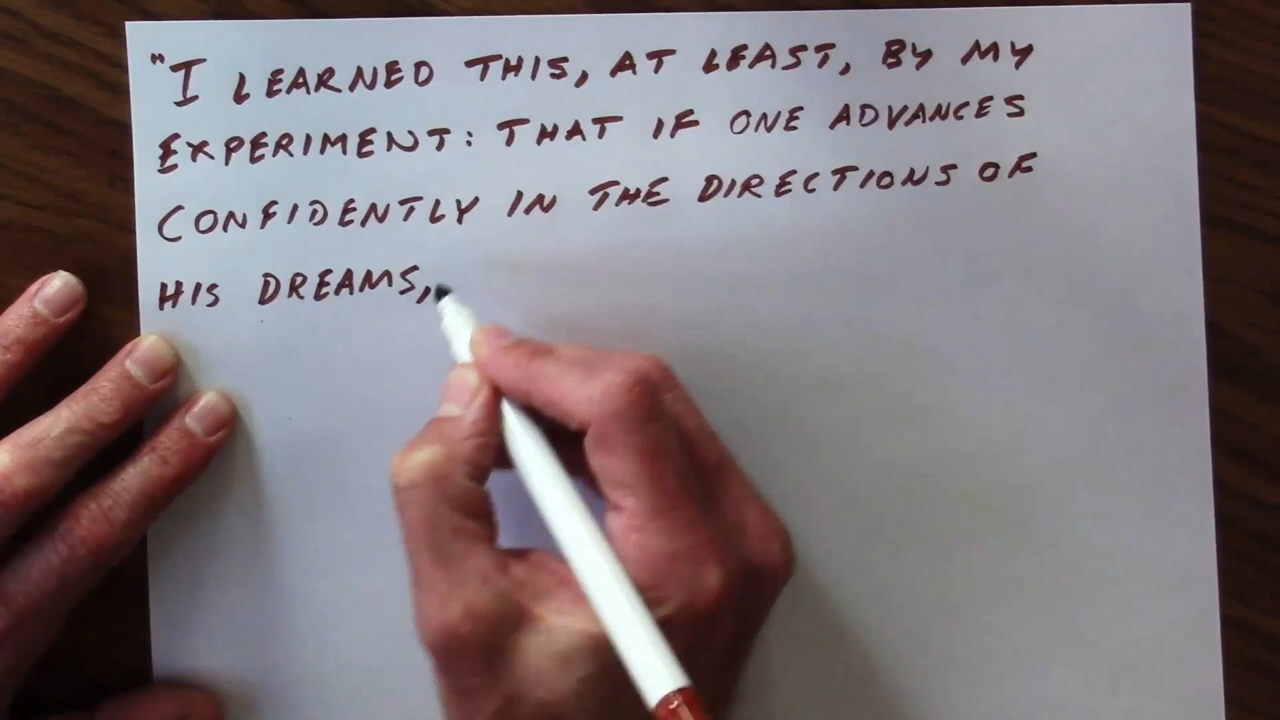 "I LEARNED THIS, AT LEAST, BY MY
EXPERIMENT: THAT IF ONE ADVANCES
CONFIDENTLY IN THE DIRECTIONS OF
HIS DREAMS,